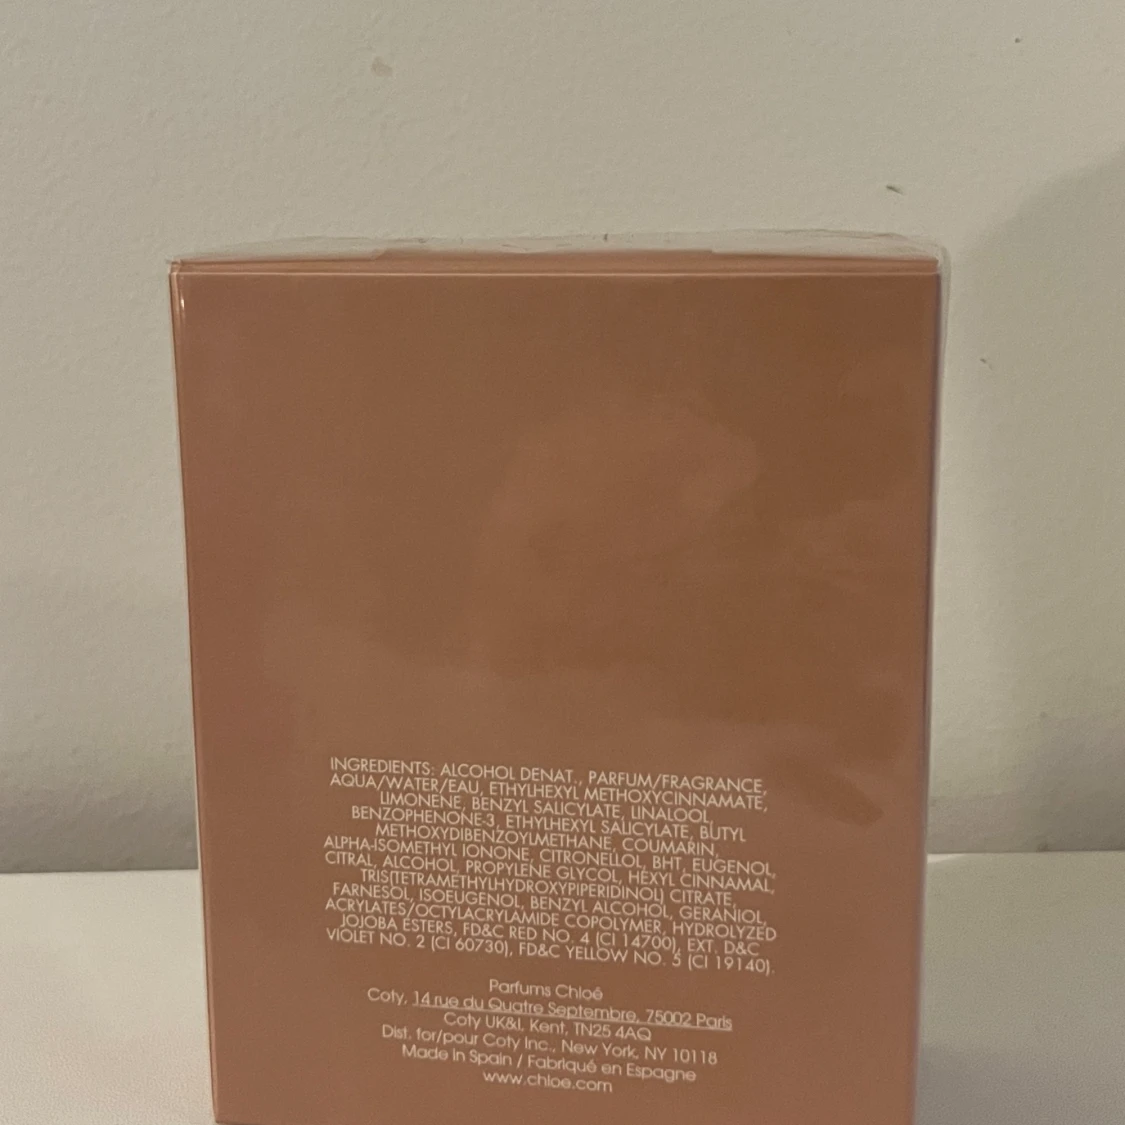 INGREDIENTS: ALCOHOL DENAT., PARFUM/FRAGRANCE,
AQUA/WATER/EAU, ETHYLHEXYL METHOXYCINNAMATE,
LIMONENE, BENZYL SALICYLATE, LINALOOL,
BENZOPHENONE-3, ETHYLHEXYL SALICYLATE, BUTYL
METHOXYDIBENZOYLMETHANE, COUMARIN,
ALPHA-ISOMETHYL IONONE, CITRONELLOL, BHT, EUGENOL,
CITRAL, ALCOHOL, PROPYLENE GLYCOL, HEXYL CINNAMAL,
TRIS(TETRAMETHYLHYDROXYPIPERIDINOL) CITRATE,
FARNESOL, ISOEUGENOL, BENZYL ALCOHOL, GERANIOL,
ACRYLATES/OCTYLACRYLAMIDE COPOLYMER, HYDROLYZED
JOJOBA ESTERS, FD&C RED NO. 4 (CI 14700), EXT. D&C
VIOLET NO. 2 (CI 60730), FD&C YELLOW NO. 5 (CI 19140).
Parfums Chloé
Coty, 14 rue du Quatre Septembre, 75002 Paris
Coty UK&I, Kent, TN25 4AQ
Dist. for/pour Coty Inc., New York, NY 10118
Made in Spain / Fabriqué en Espagne
www.chloe.com